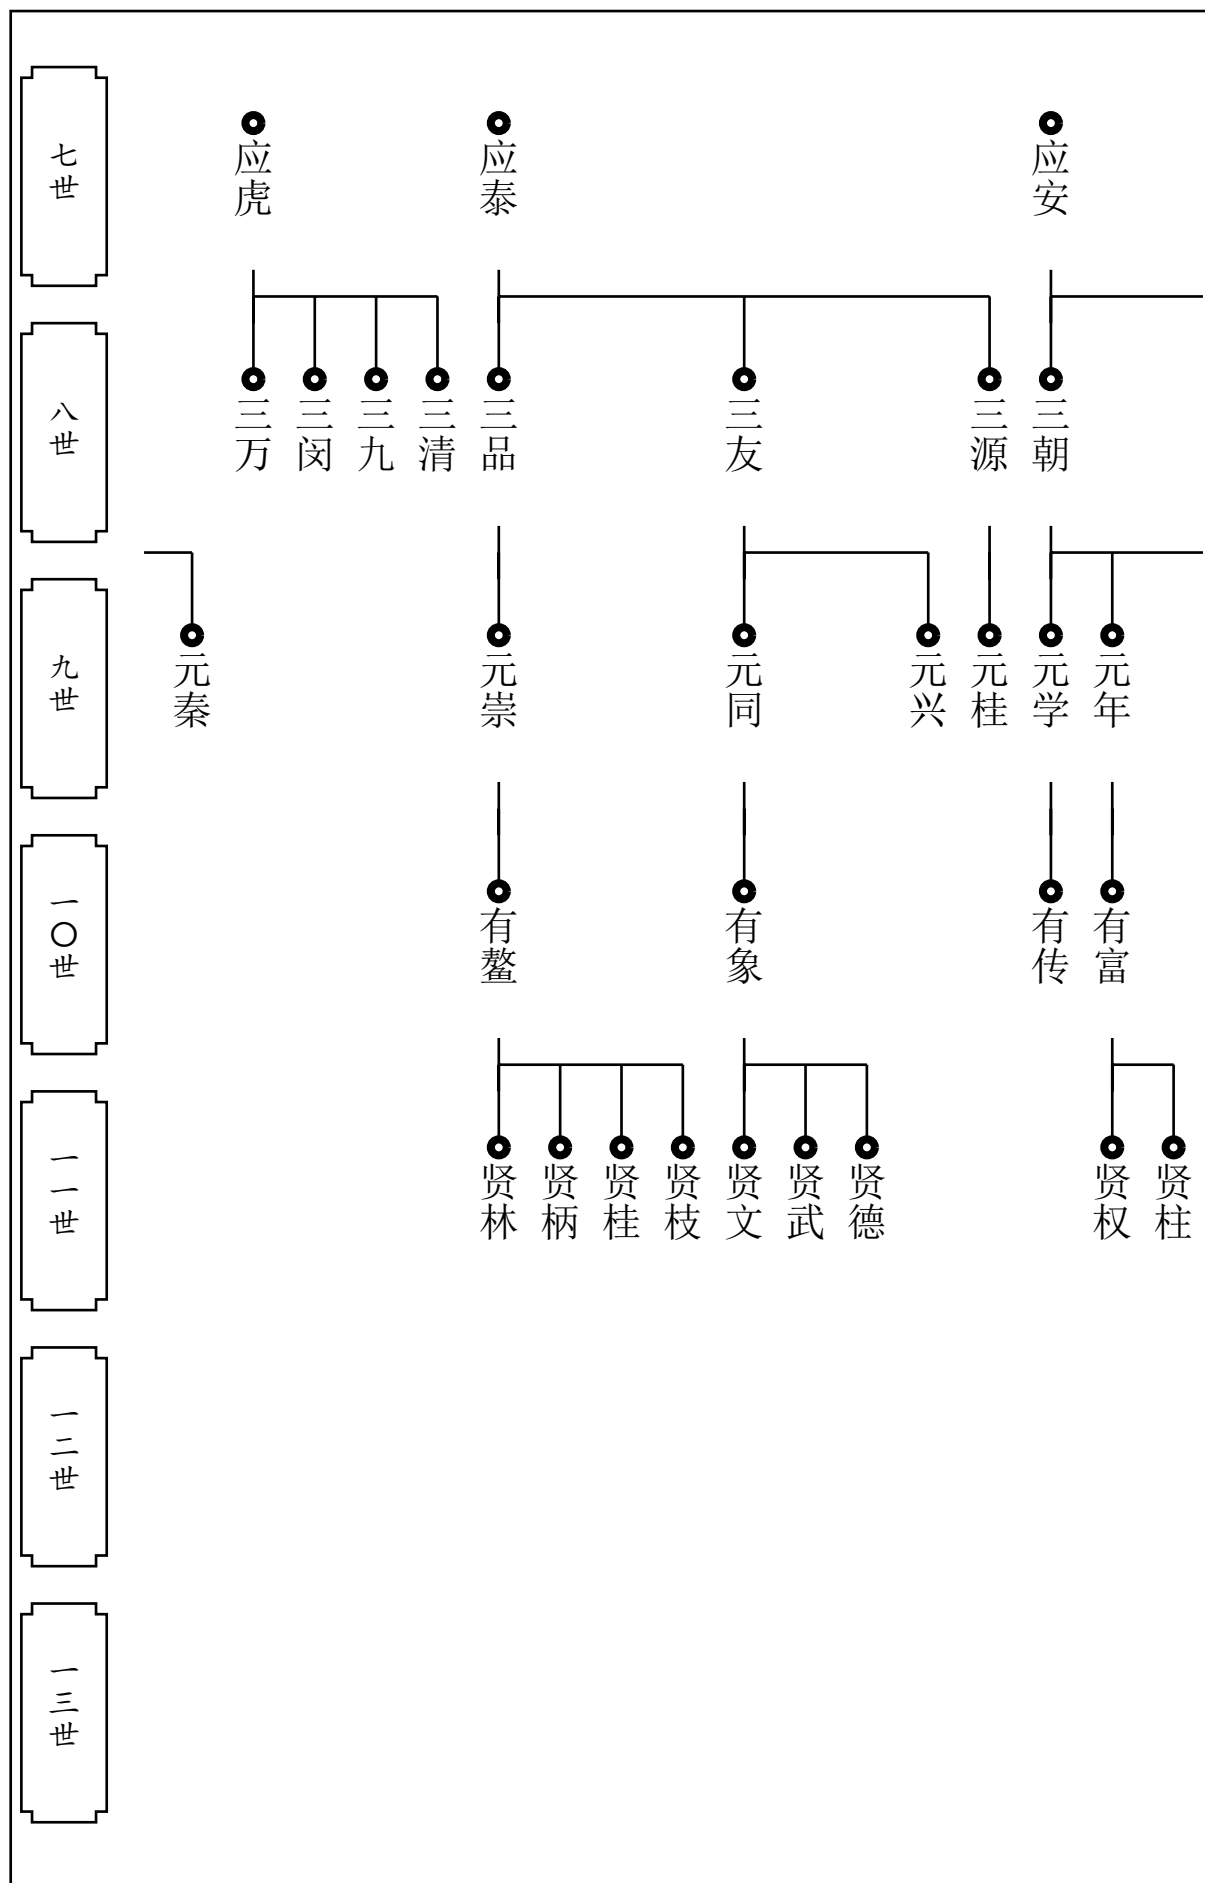 七世
应虎
应泰
应安
八世
三万
三闵
三九
三清
三品
三友
三源
三朝
九世
元秦
元崇
元同
元兴
元桂
元学
元年
一〇世
有鳌
有象
有传
有富
一一世
贤林
贤柄
贤桂
贤枝
贤文
贤武
贤德
贤权
贤柱
一二世
一三世